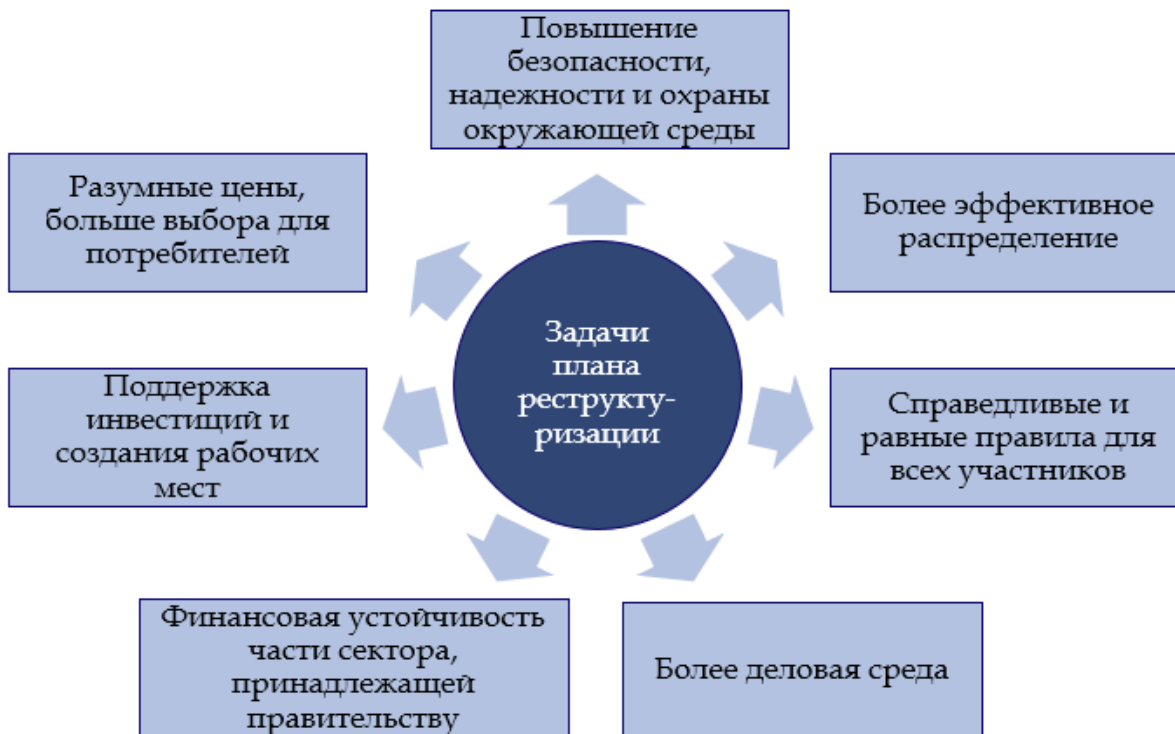 Повышение
безопасности,
надежности и охраны
окружающей среды
Разумные цены,
больше выбора для
потребителей
Более эффективное
распределение
Задачи
плана
реструкту-
ризации
Поддержка
инвестиций и
создания рабочих
мест
Справедливые и
равные правила для
всех участников
Финансовая устойчивость
части сектора,
принадлежащей
правительству
Более деловая среда